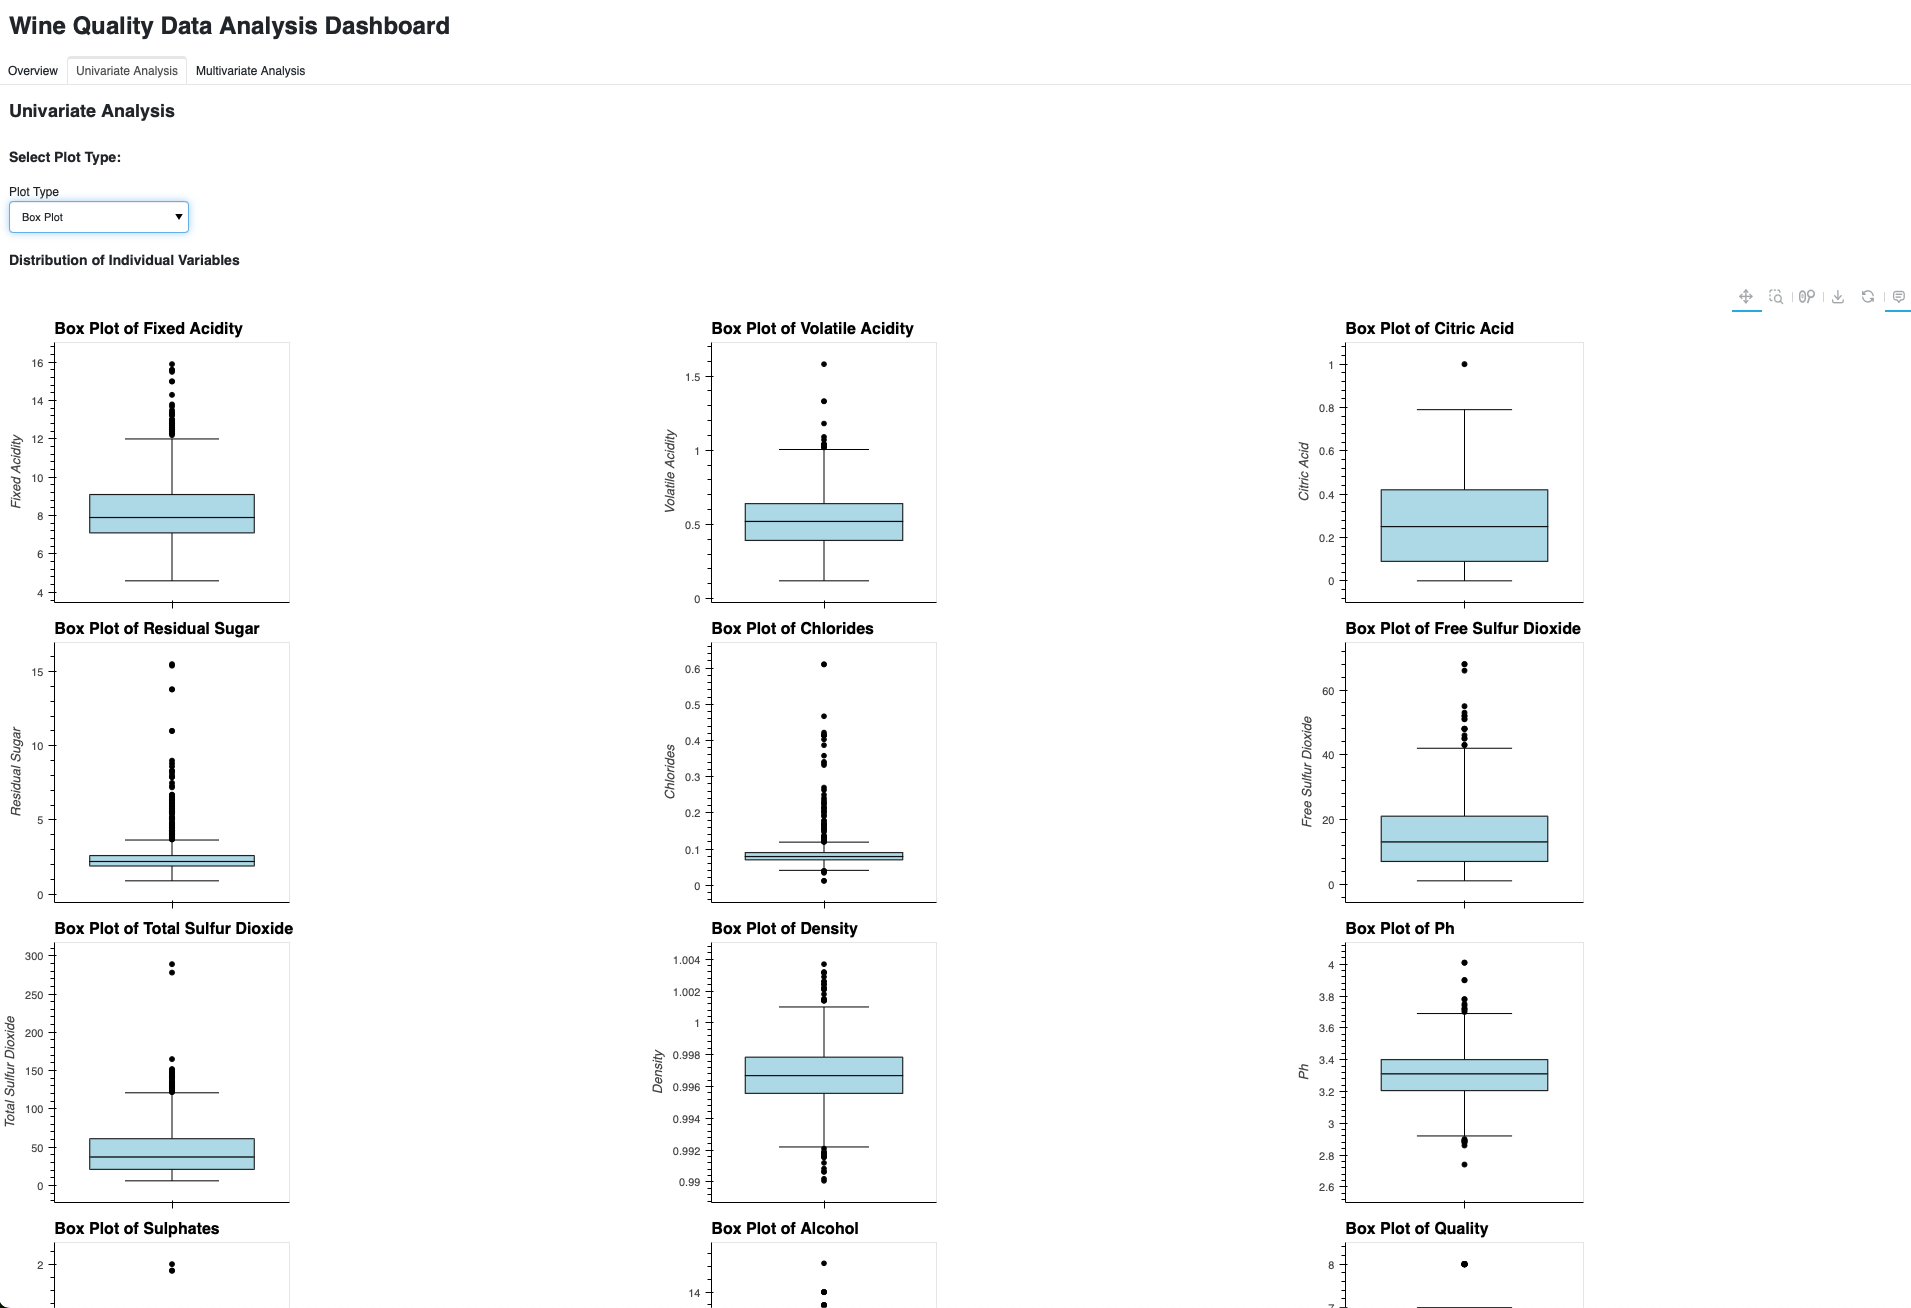 Wine Quality Data Analysis Dashboard
Overview Univariate Analysis Multivariate Analysis
Univariate Analysis
Select Plot Type:
Plot Type
Box Plot
Distribution of Individual Variables
Box Plot of Fixed Acidity
Fixed Acidity
16
14
12
10
8
6
4
Box Plot of Volatile Acidity
Volatile Acidity
1.5
1
0.5
0
Box Plot of Citric Acid
Citric Acid
1
0.8
0.6
0.4
0.2
0
Box Plot of Residual Sugar
Residual Sugar
15
10
5
0
Box Plot of Chlorides
Chlorides
0.6
0.5
0.4
0.3
0.2
0.1
0
Box Plot of Free Sulfur Dioxide
Free Sulfur Dioxide
60
40
20
0
Box Plot of Total Sulfur Dioxide
Total Sulfur Dioxide
300
250
200
150
100
50
0
Box Plot of Density
Density
1.004
1.002
1
0.998
0.996
0.994
0.992
0.99
Box Plot of Ph
Ph
4
3.8
3.6
3.4
3.2
3
2.8
2.6
Box Plot of Sulphates
2
Box Plot of Alcohol
14
Box Plot of Quality
8
7